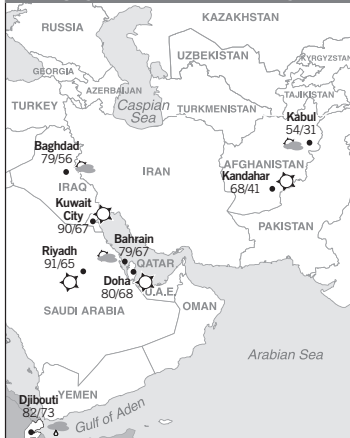 RUSSIA
KAZAKHSTAN
UZBEKISTAN
KYRGYZSTAN
GEORGIA
AZERBAIJAN
Caspian
Sea
TAJIKISTAN
TURKEY
TURKMENISTAN
Kabul
54/31
Baghdad
79/56
IRAN
AFGHANISTAN
Kandahar
68/41
IRAQ
Kuwait
City
90/67
PAKISTAN
Bahrain
79/67
Riyadh
91/65
QATAR
Doha
80/68
U.A.E.
OMAN
SAUDI ARABIA
Arabian Sea
YEMEN
Djibouti
82/73
Gulf of Aden